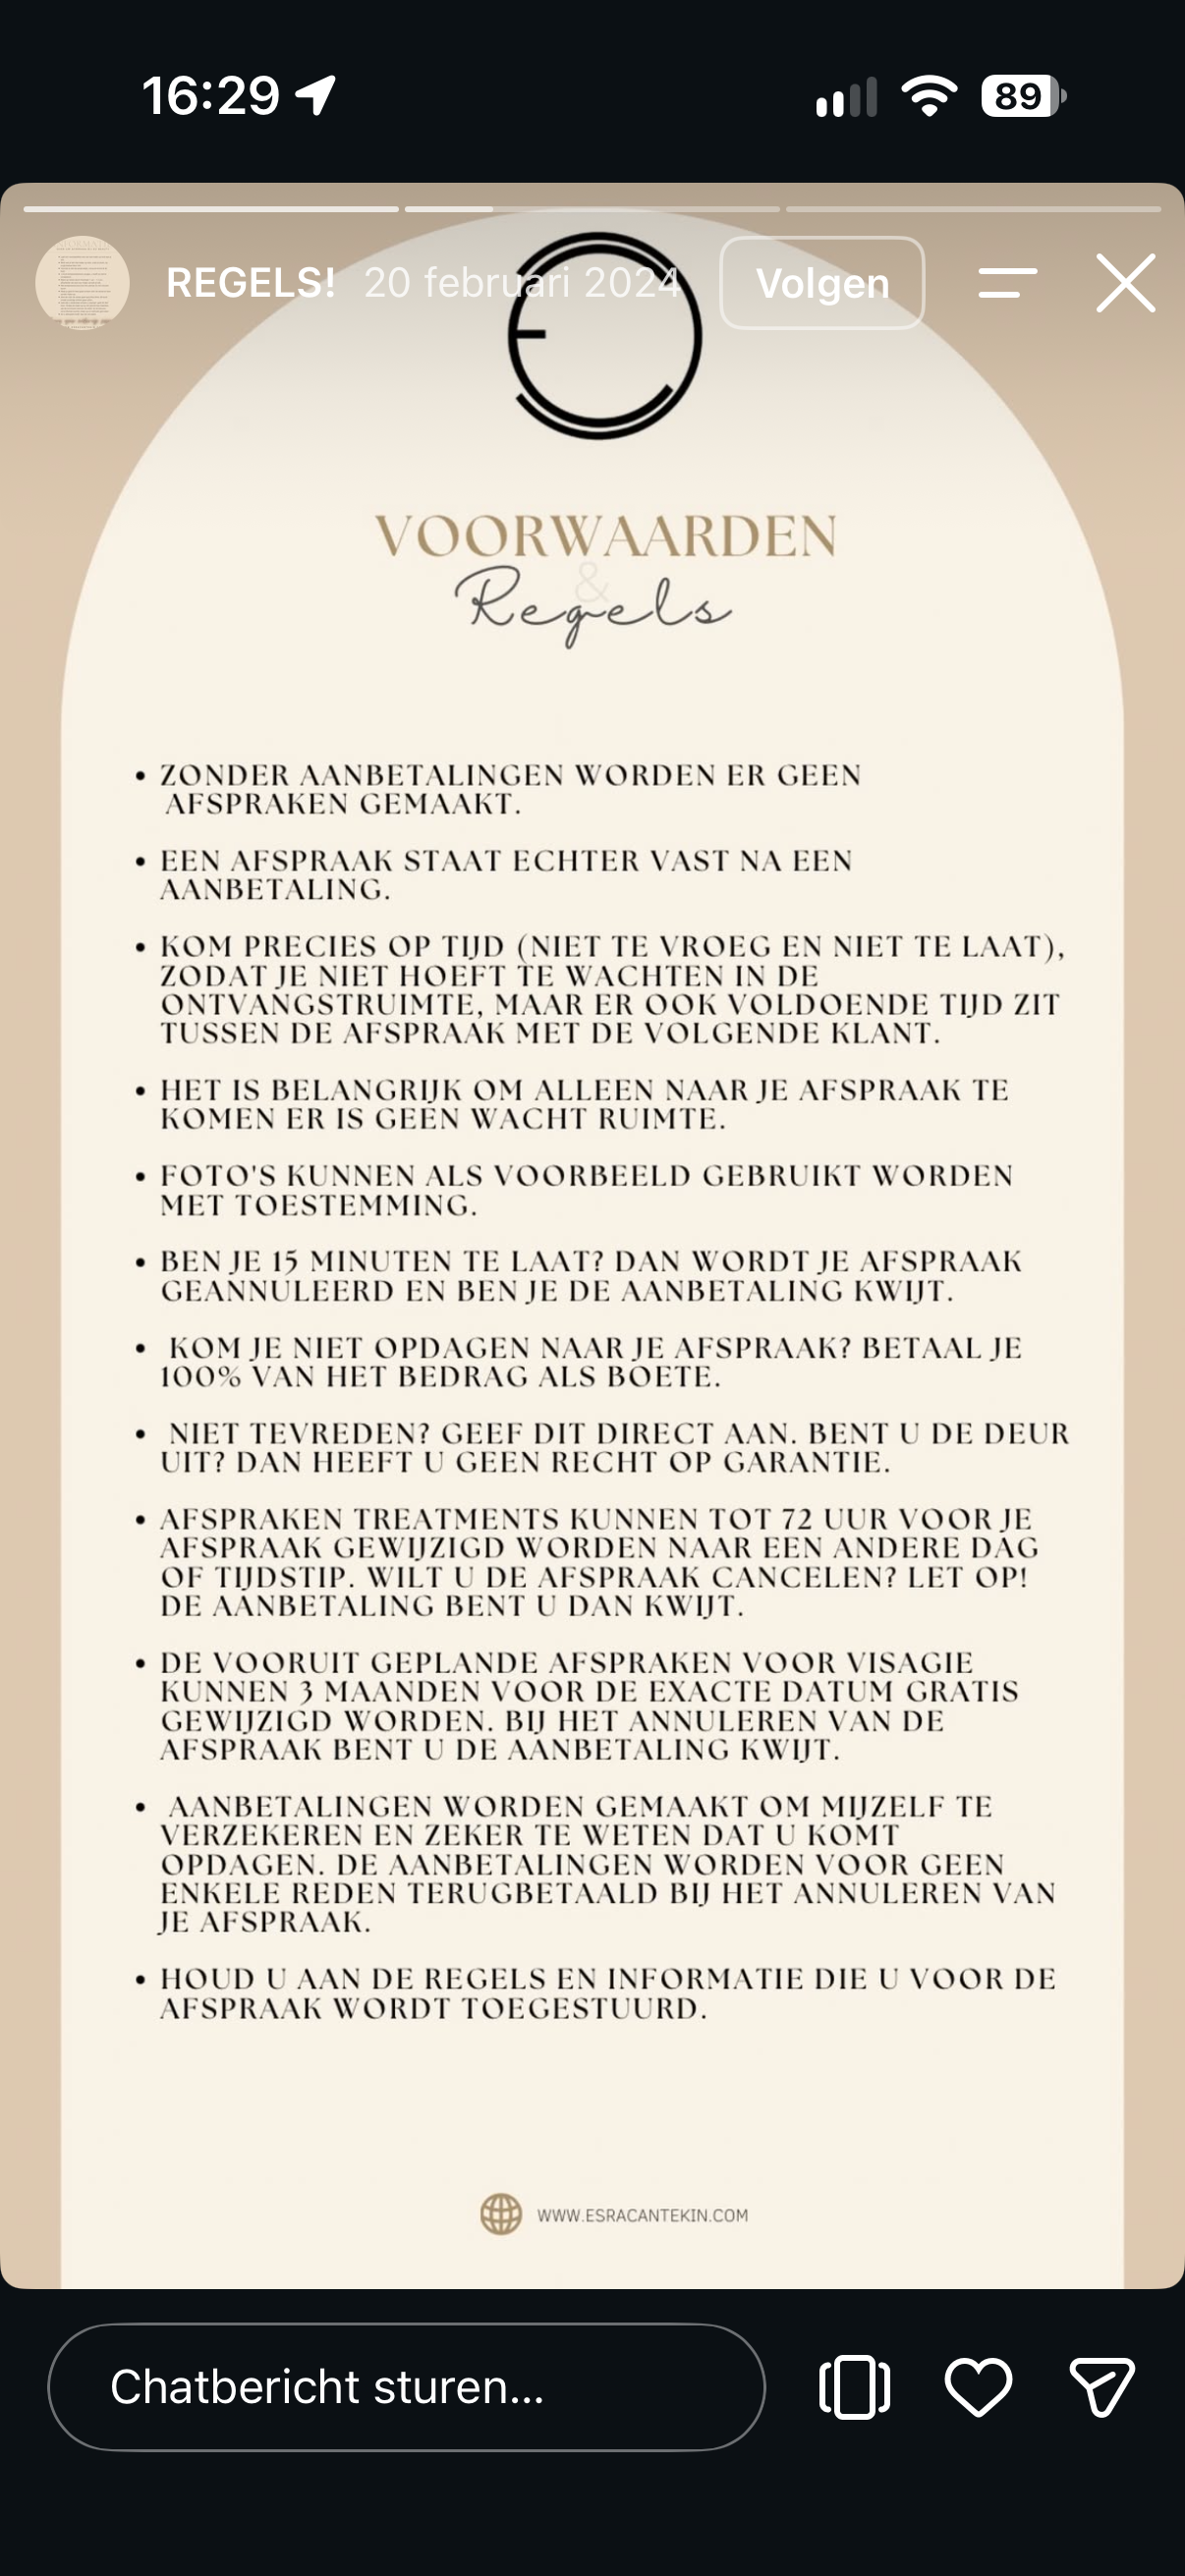 16:29
89
REGELS! 20 februari 2024
Volgen
VOORWAARDEN
&
Regels
• ZONDER AANBETALINGEN WORDEN ER GEEN
AFSPRAKEN GEMAAKT.
• EEN AFSPRAAK STAAT ECHTER VAST NA EEN
AANBETALING.
• KOM PRECIES OP TIJD (NIET TE VROEG EN NIET TE LAAT),
ZODAT JE NIET HOEFT TE WACHTEN IN DE
ONTVANGSTRUIMTE, MAAR ER OOK VOLDOENDE TIJD ZIT
TUSSEN DE AFSPRAAK MET DE VOLGENDE KLANT.
• HET IS BELANGRIJK OM ALLEEN NAAR JE AFSPRAAK TE
KOMEN ER IS GEEN WACHT RUIMTE.
• FOTO'S KUNNEN ALS VOORBEELD GEBRUIKT WORDEN
MET TOESTEMMING.
• BEN JE 15 MINUTEN TE LAAT? DAN WORDT JE AFSPRAAK
GEANNULEERD EN BEN JE DE AANBETALING KWIJT.
• KOM JE NIET OPDAGEN NAAR JE AFSPRAAK? BETAAL JE
100% VAN HET BEDRAG ALS BOETE.
• NIET TEVREDEN? GEEF DIT DIRECT AAN. BENT U DE DEUR
UIT? DAN HEEFT U GEEN RECHT OP GARANTIE.
• AFSPRAKEN TREATMENTS KUNNEN TOT 72 UUR VOOR JE
AFSPRAAK GEWIJZIGD WORDEN NAAR EEN ANDERE DAG
OF TIJDSTIP. WILT U DE AFSPRAAK CANCELEN? LET OP!
DE AANBETALING BENT U DAN KWIJT.
• DE VOORUIT GEPLANDE AFSPRAKEN VOOR VISAGIE
KUNNEN 3 MAANDEN VOOR DE EXACTE DATUM GRATIS
GEWIJZIGD WORDEN. BIJ HET ANNULEREN VAN DE
AFSPRAAK BENT U DE AANBETALING KWIJT.
• AANBETALINGEN WORDEN GEMAAKT OM MIJZELF TE
VERZEKEREN EN ZEKER TE WETEN DAT U KOMT
OPDAGEN. DE AANBETALINGEN WORDEN VOOR GEEN
ENKELE REDEN TERUGBETAALD BIJ HET ANNULEREN VAN
JE AFSPRAAK.
• HOUD U AAN DE REGELS EN INFORMATIE DIE U VOOR DE
AFSPRAAK WORDT TOEGESTUURD.
WWW.ESRACANTEKIN.COM
Chatbericht sturen...